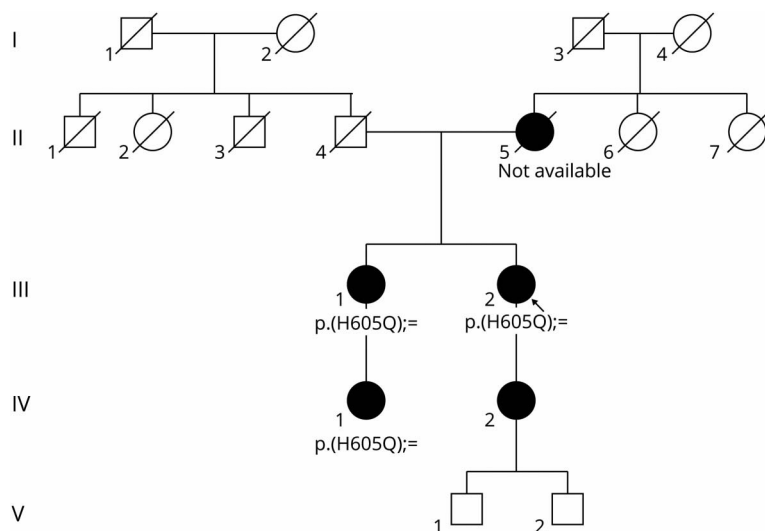 I
1
2
3
4
II
1
2
3
4
5
6
7
Not available
III
1
2
p.(H605Q);=
p.(H605Q);=
IV
1
2
p.(H605Q);=
V
1
2